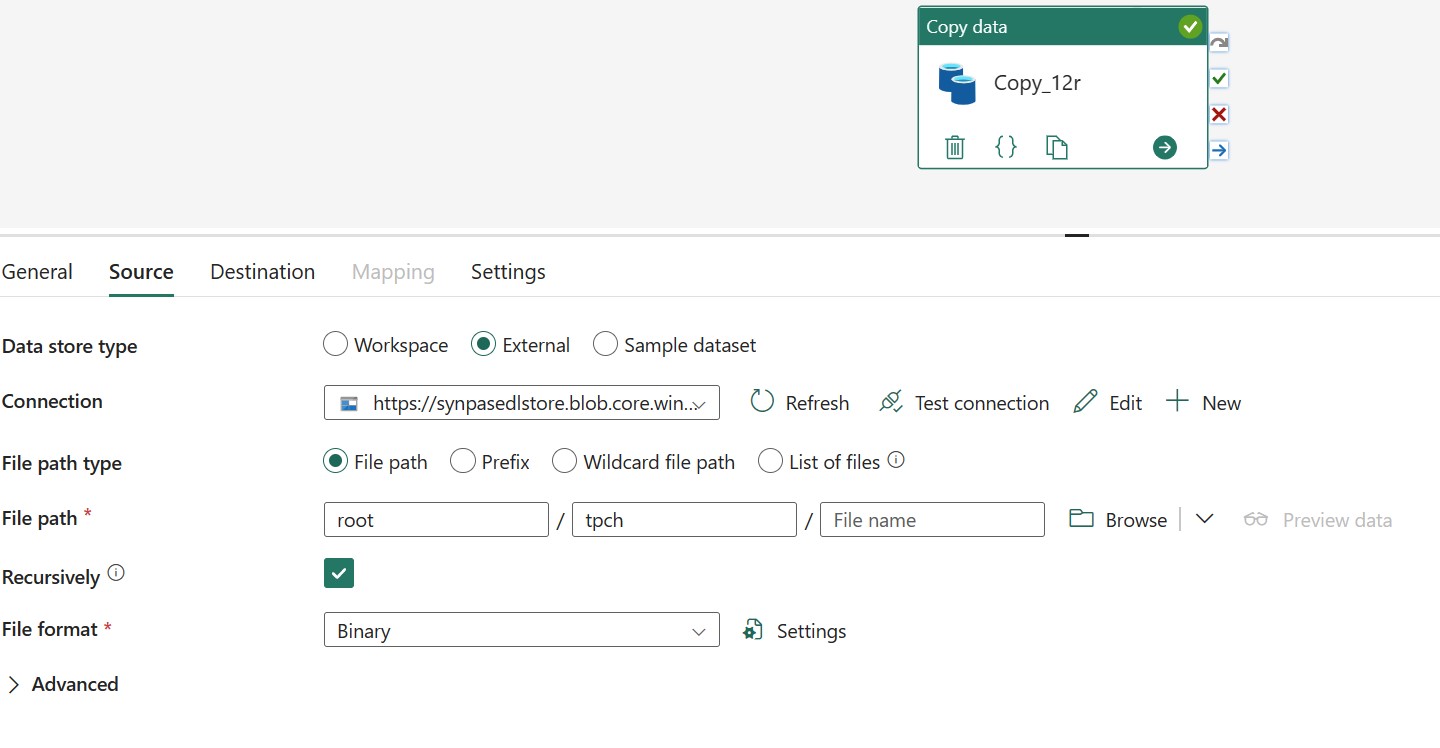 Copy data
Copy_12r
General Source Destination Mapping Settings
Data store type Workspace External Sample dataset
Connection https://synpasedlstore.blob.core.win... Refresh Test connection Edit New
File path type File path Prefix Wildcard file path List of files
File path * root / tpch / File name Browse Preview data
Recursively
File format * Binary Settings
Advanced